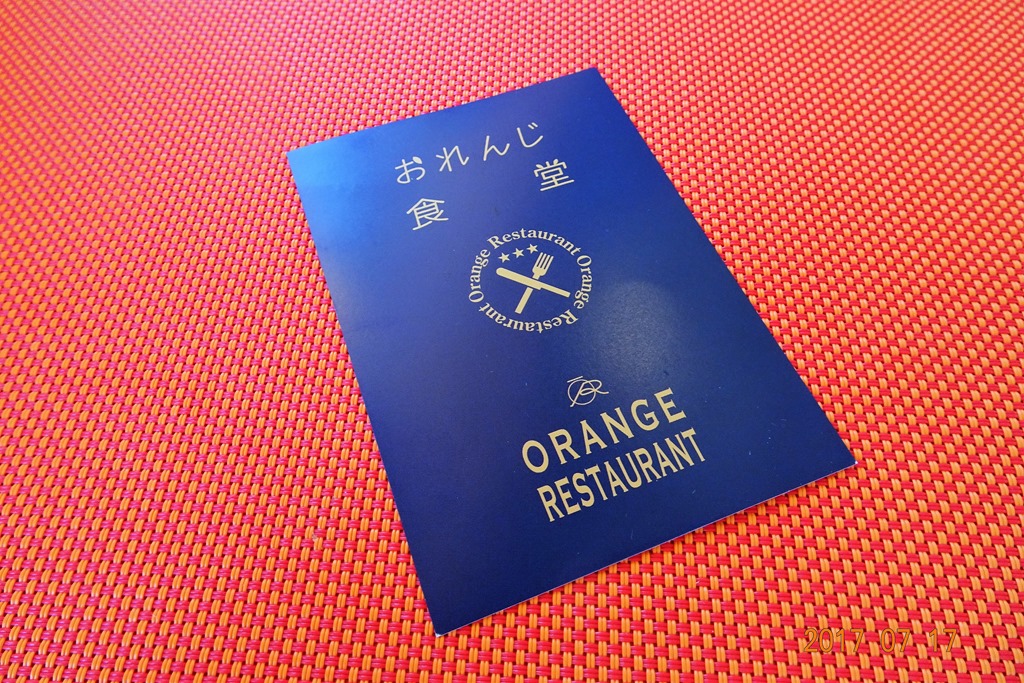 おれんじ
食堂
Orange Restaurant Orange Restaurant
ORANGE
RESTAURANT
2017 07 17